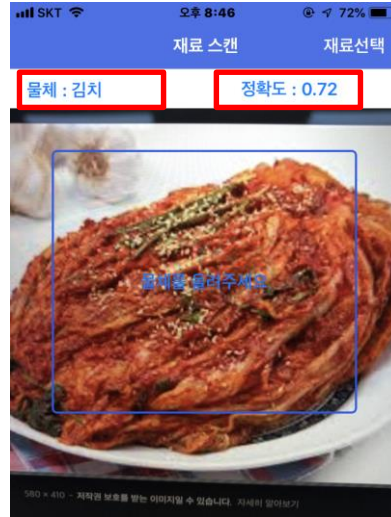 SKT 오후 8:46 72%
재료 스캔 재료선택
물체 : 김치 정확도 : 0.72
물체를 눌러주세요
580 × 410 - 저작권 보호를 받는 이미지일 수 있습니다. 자세히 알아보기